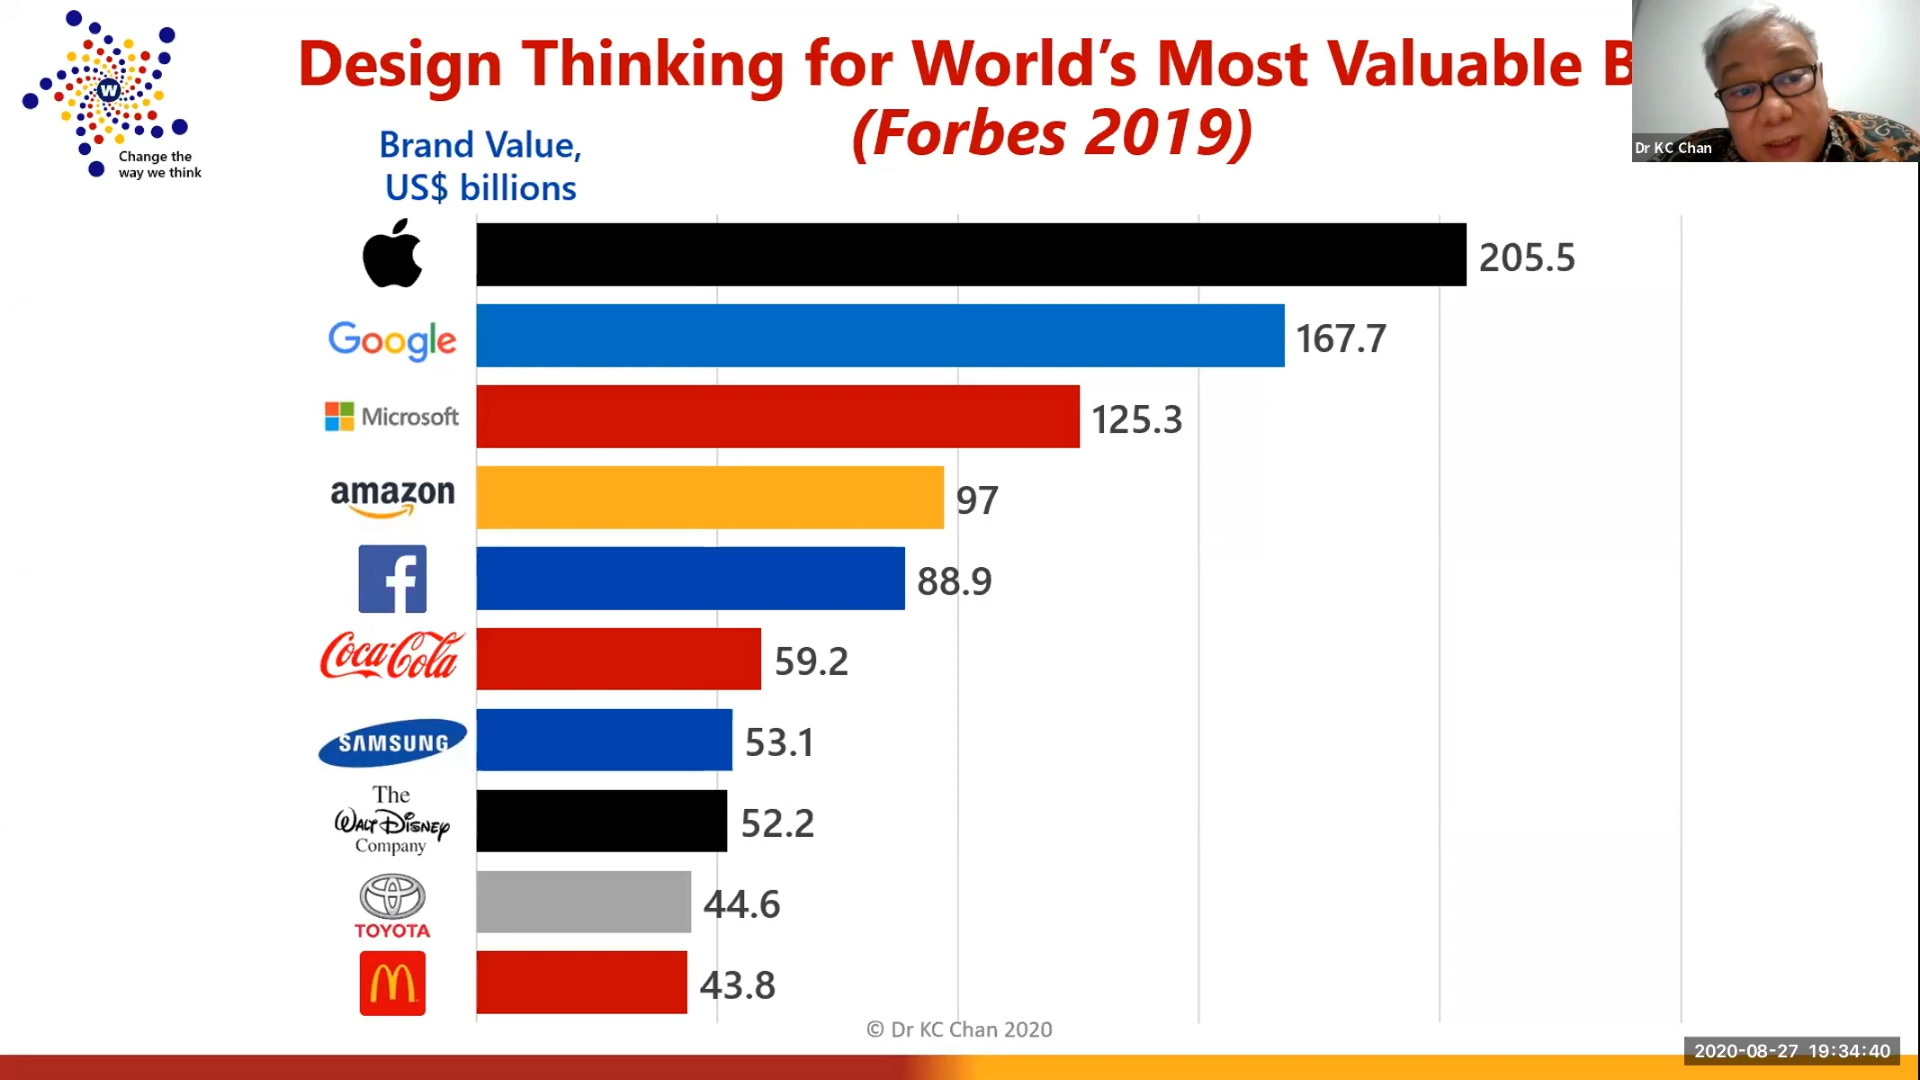 Design Thinking for World's Most Valuable B
(Forbes 2019)
W
Change the
way we think
Dr KC Chan
Brand Value,
US$ billions
205.5
Google
167.7
Microsoft
125.3
amazon
97
f
88.9
Coca-Cola
59.2
SAMSUNG
53.1
The
Walt Disney
Company
52.2
TOYOTA
44.6
M
43.8
© Dr KC Chan 2020
2020-08-27 19:34:40